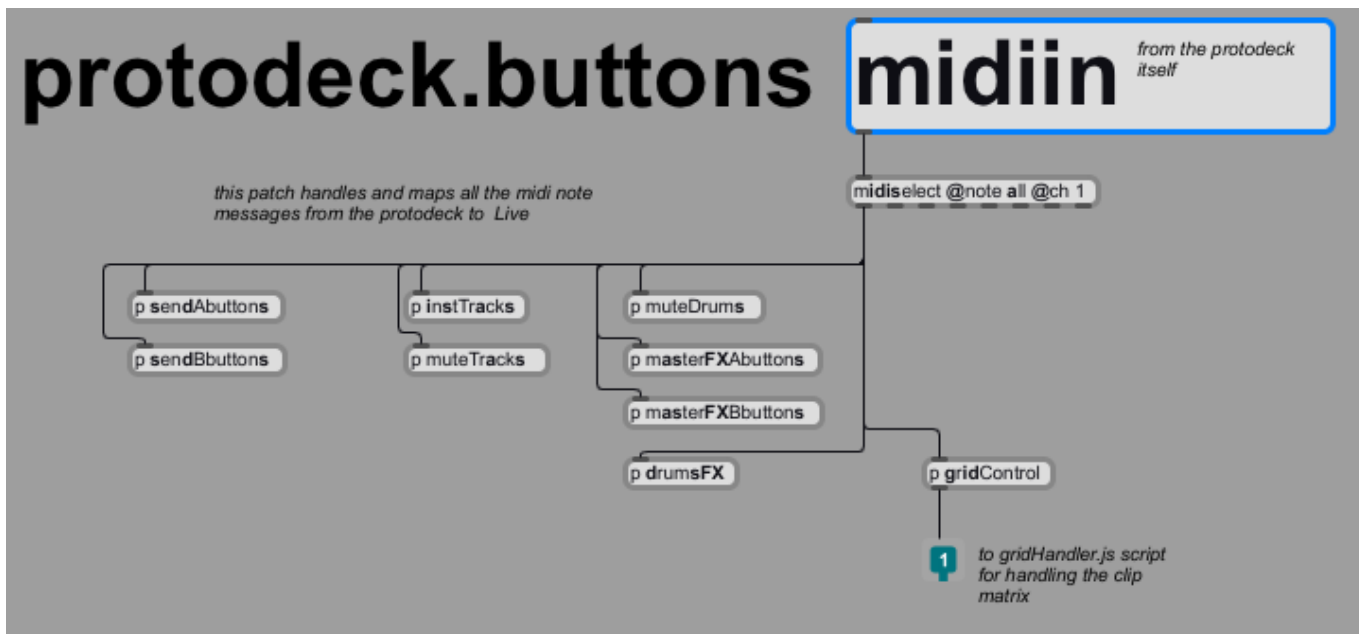 protodeck.buttons
midiin
from the protodeck
itself
this patch handles and maps all the midi note
messages from the protodeck to Live
midiselect @note all @ch 1
p sendAbuttons
p instTracks
p muteDrums
p sendBbuttons
p muteTracks
p masterFXAbuttons
p masterFXBbuttons
p drumsFX
p gridControl
1
to gridHandler.js script
for handling the clip
matrix